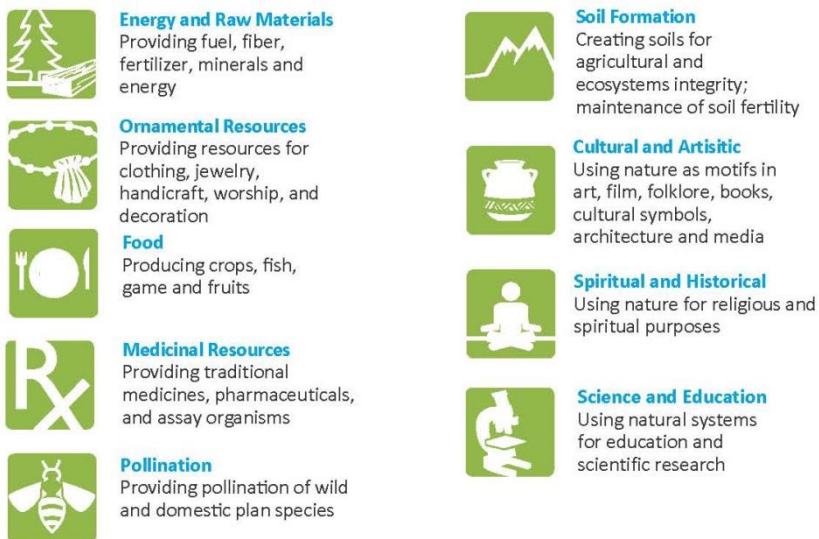 Energy and Raw Materials
Providing fuel, fiber,
fertilizer, minerals and
energy
Ornamental Resources
Providing resources for
clothing, jewelry,
handicraft, worship, and
decoration
Food
Producing crops, fish,
game and fruits
Rx
Medicinal Resources
Providing traditional
medicines, pharmaceuticals,
and assay organisms
Pollination
Providing pollination of wild
and domestic plan species
Soil Formation
Creating soils for
agricultural and
ecosystems integrity;
maintenance of soil fertility
Cultural and Artisitic
Using nature as motifs in
art, film, folklore, books,
cultural symbols,
architecture and media
Spiritual and Historical
Using nature for religious and
spiritual purposes
Science and Education
Using natural systems
for education and
scientific research